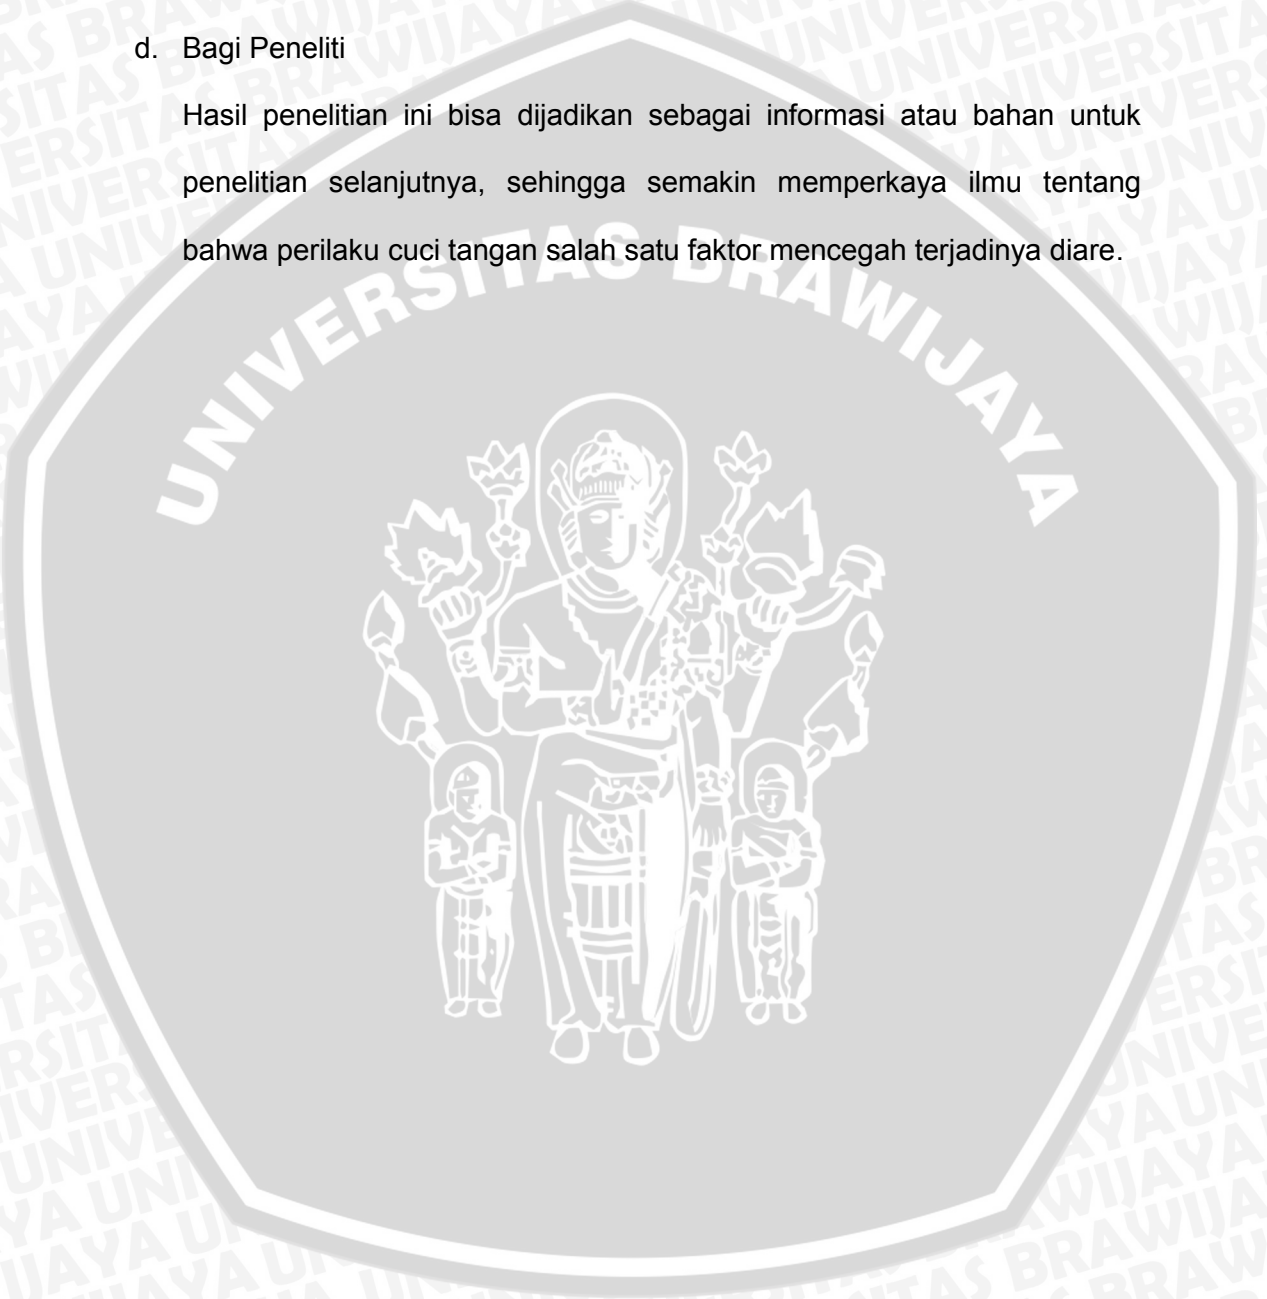 d. Bagi Peneliti
Hasil penelitian ini bisa dijadikan sebagai informasi atau bahan untuk
penelitian selanjutnya, sehingga semakin memperkaya ilmu tentang
bahwa perilaku cuci tangan salah satu faktor mencegah terjadinya diare.
UNIVERSITAS BRAWIJAYA